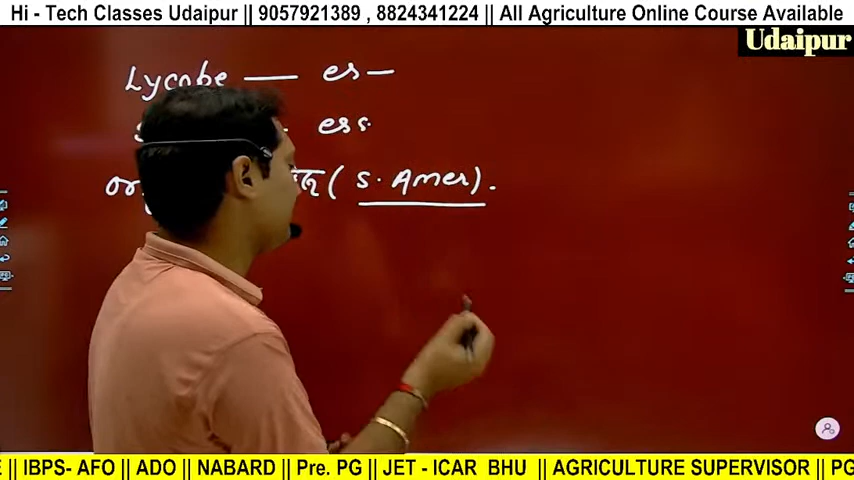 Hi - Tech Classes Udaipur || 9057921389 , 8824341224 || All Agriculture Online Course Available
Udaipur
Lycobe — es —
ess
( S. Amer).
|| IBPS- AFO || ADO || NABARD || Pre. PG || JET - ICAR BHU || AGRICULTURE SUPERVISOR || PG